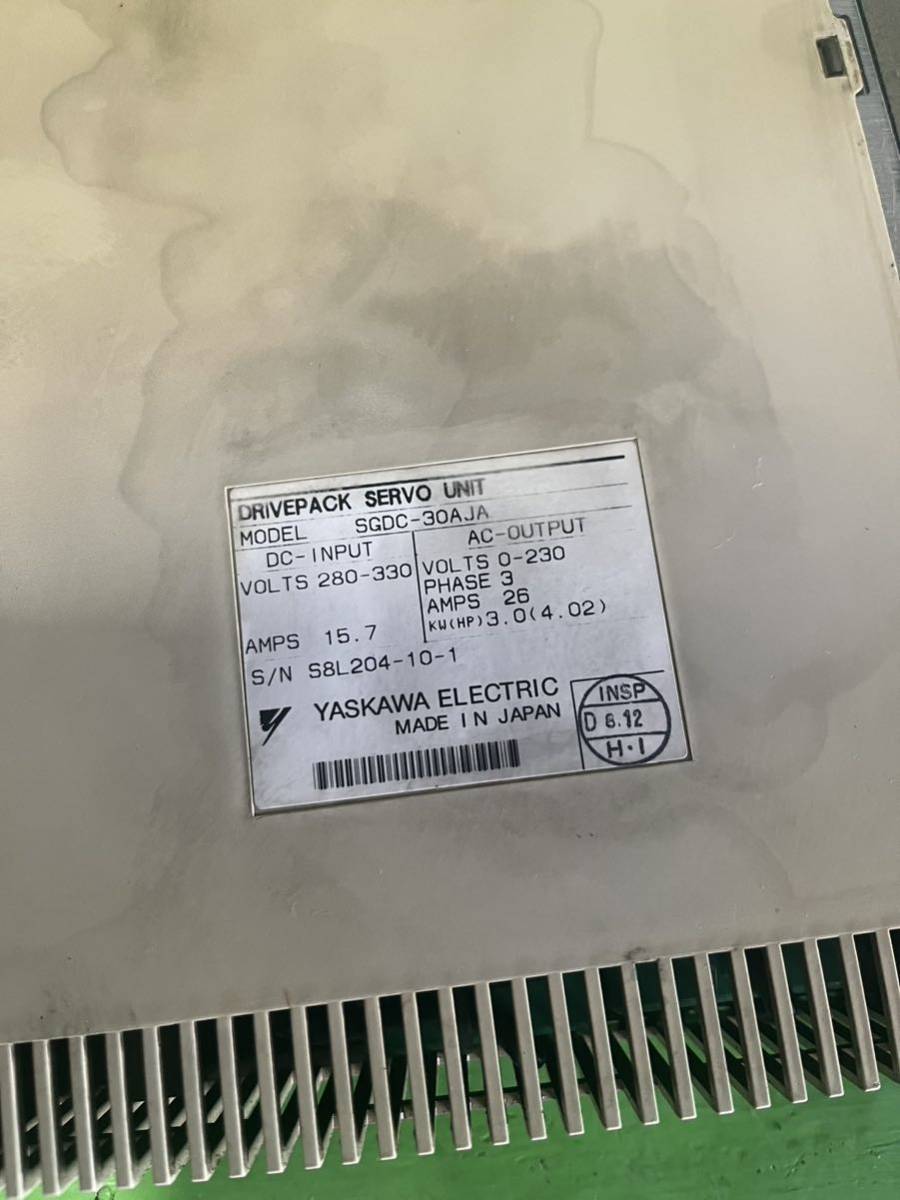 DRIVEPACK SERVO UNIT
MODEL SGDC-30AJA
DC-INPUT
VOLTS 280-330
AMPS 15.7
AC-OUTPUT
VOLTS 0-230
PHASE 3
AMPS 26
KW(HP) 3.0(4.02)
S/N S8L204-10-1
YASKAWA ELECTRIC
MADE IN JAPAN
INSP
D 6.12
H·I